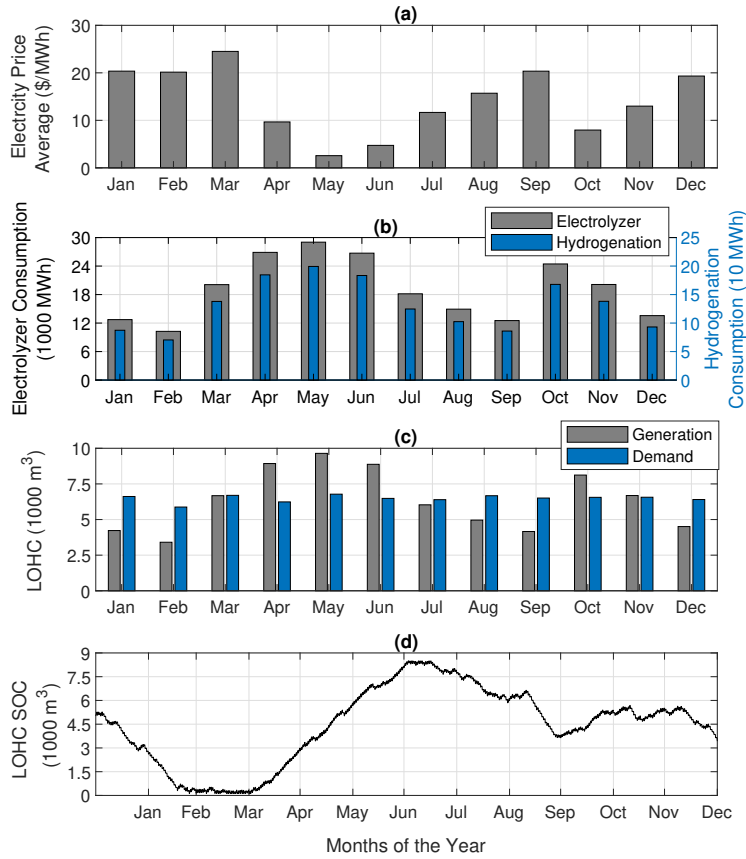 (a)
Electrcity Price
Average ($/MWh)
30
20
10
0
Jan Feb Mar Apr May Jun Jul Aug Sep Oct Nov Dec
(b)
Electrolyzer
Hydrogenation
Electrolyzer Consumption
(1000 MWh)
30
24
18
12
6
0
25
20
15
10
5
0
Hydrogenation
Consumption (10 MWh)
Jan Feb Mar Apr May Jun Jul Aug Sep Oct Nov Dec
(c)
Generation
Demand
LOHC (1000 m³)
10
7.5
5
2.5
0
Jan Feb Mar Apr May Jun Jul Aug Sep Oct Nov Dec
(d)
LOHC SOC
(1000 m³)
9
7.5
6
4.5
3
1.5
0
Jan Feb Mar Apr May Jun Jul Aug Sep Oct Nov Dec
Months of the Year